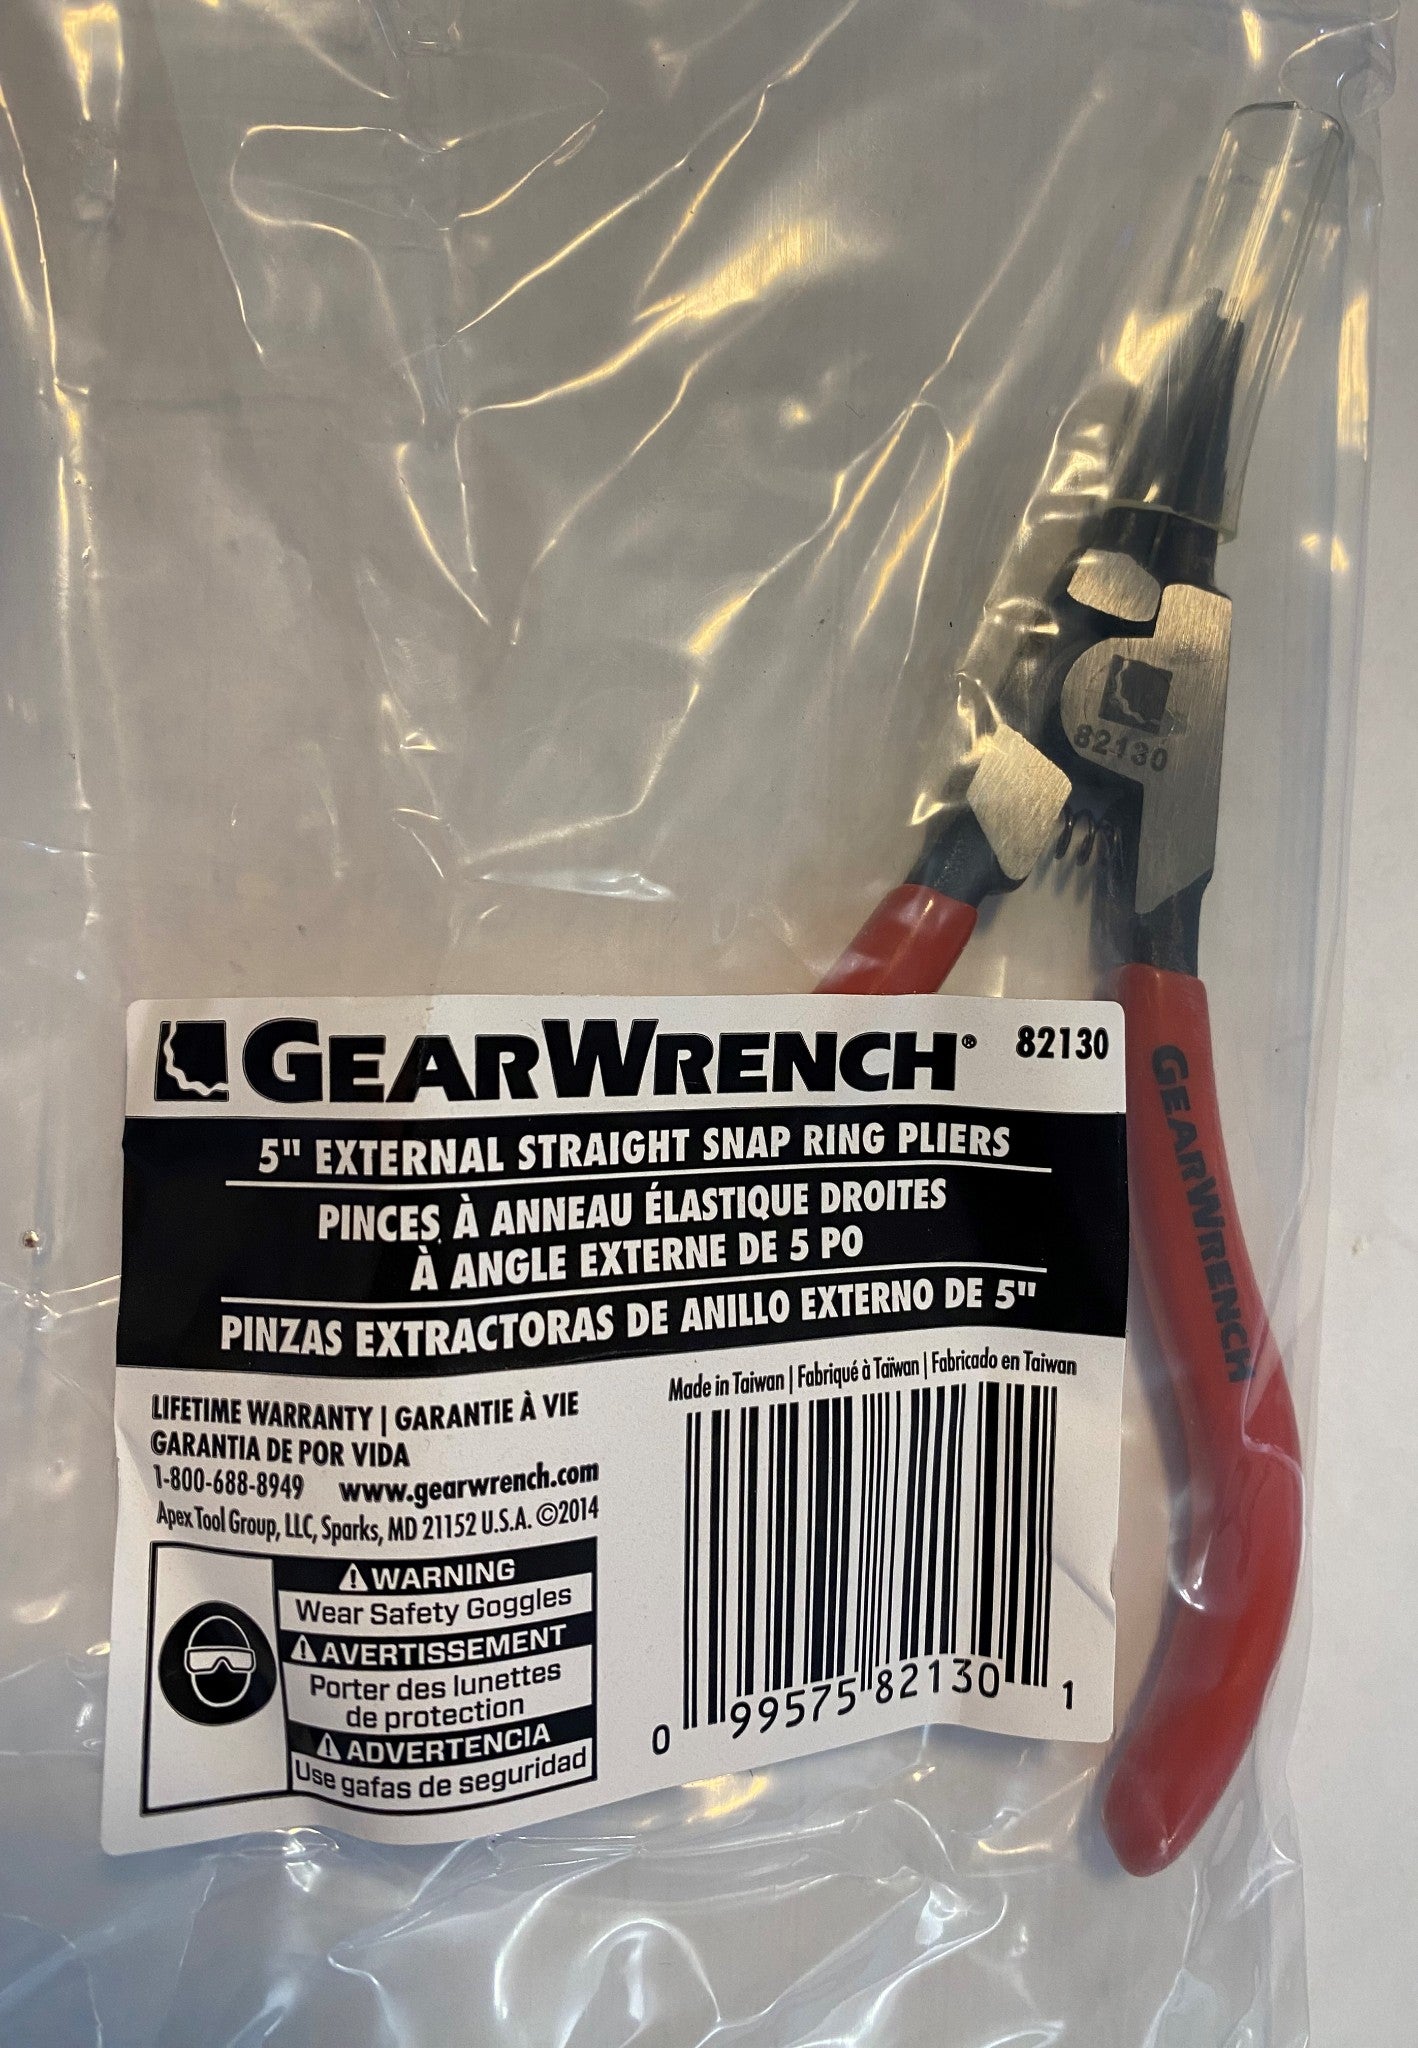 82130
GEARWRENCH
GEARWRENCH® 82130
5" EXTERNAL STRAIGHT SNAP RING PLIERS
PINCES À ANNEAU ÉLASTIQUE DROITES
À ANGLE EXTERNE DE 5 PO
PINZAS EXTRACTORAS DE ANILLO EXTERNO DE 5"
LIFETIME WARRANTY | GARANTIE À VIE
GARANTIA DE POR VIDA
1-800-688-8949 www.gearwrench.com
Apex Tool Group, LLC, Sparks, MD 21152 U.S.A. ©2014
WARNING
Wear Safety Goggles
AVERTISSEMENT
Porter des lunettes
de protection
ADVERTENCIA
Use gafas de seguridad
Made in Taiwan | Fabriqué à Taïwan | Fabricado en Taiwan
0 99575 82130 1